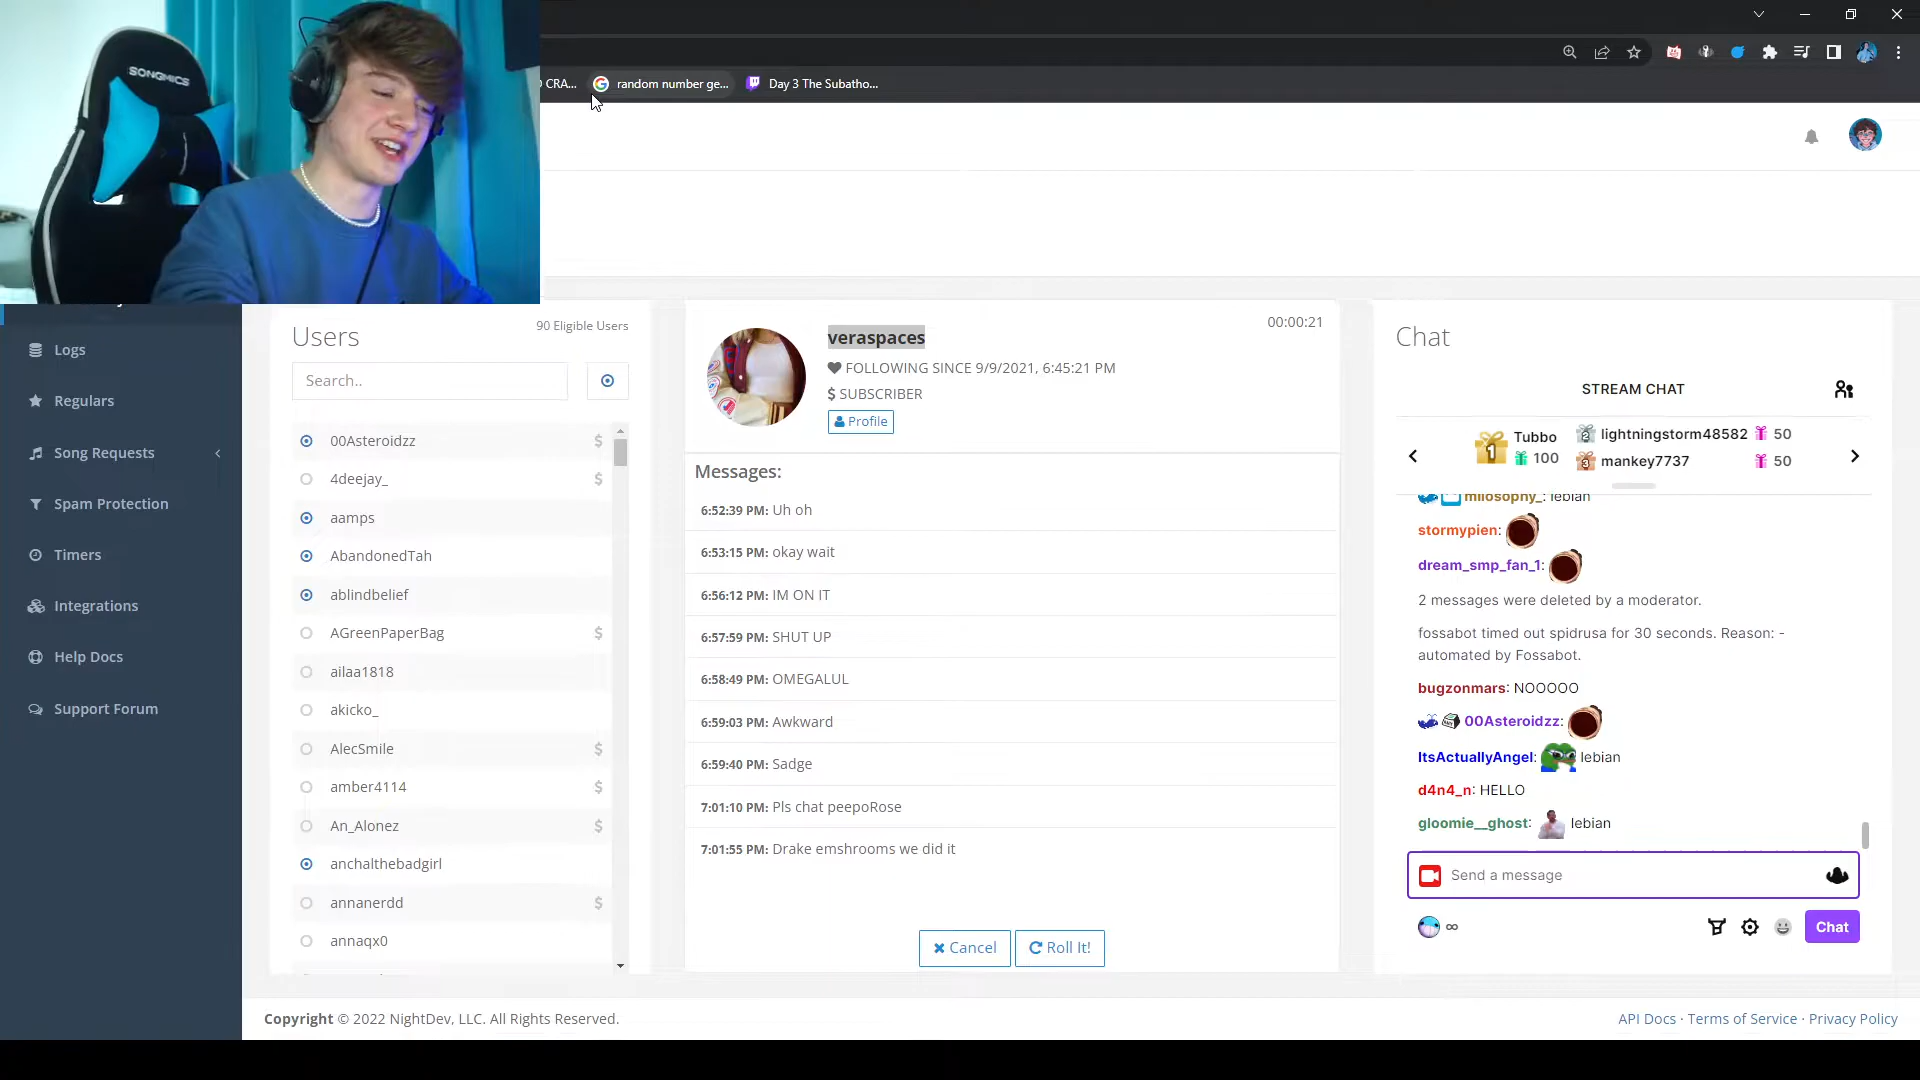 SONGMICS
CRA...
random number ge...
Day 3 The Subatho...
Logs
Regulars
Song Requests
Spam Protection
Timers
Integrations
Help Docs
Support Forum
Users
90 Eligible Users
Search..
00Asteroidzz $
4deejay_ $
aamps
AbandonedTah
ablindbelief
AGreenPaperBag $
ailaa1818
akicko_
AlecSmile $
amber4114 $
An_Alonez $
anchalthebadgirl
annanerdd $
annaqx0
veraspaces
00:00:21
FOLLOWING SINCE 9/9/2021, 6:45:21 PM
$ SUBSCRIBER
Profile
Messages:
6:52:39 PM: Uh oh
6:53:15 PM: okay wait
6:56:12 PM: IM ON IT
6:57:59 PM: SHUT UP
6:58:49 PM: OMEGALUL
6:59:03 PM: Awkward
6:59:40 PM: Sadge
7:01:10 PM: Pls chat peepoRose
7:01:55 PM: Drake emshrooms we did it
Cancel
Roll It!
Chat
STREAM CHAT
1 Tubbo 100
2 lightningstorm48582 50
3 mankey7737 50
milosophy_: lebian
stormypien:
dream_smp_fan_1:
2 messages were deleted by a moderator.
fossabot timed out spidrusa for 30 seconds. Reason: -
automated by Fossabot.
bugzonmars: NOOOOO
00Asteroidzz:
ItsActuallyAngel: lebian
d4n4_n: HELLO
gloomie__ghost: lebian
Send a message
∞
Chat
Copyright © 2022 NightDev, LLC. All Rights Reserved.
API Docs · Terms of Service · Privacy Policy